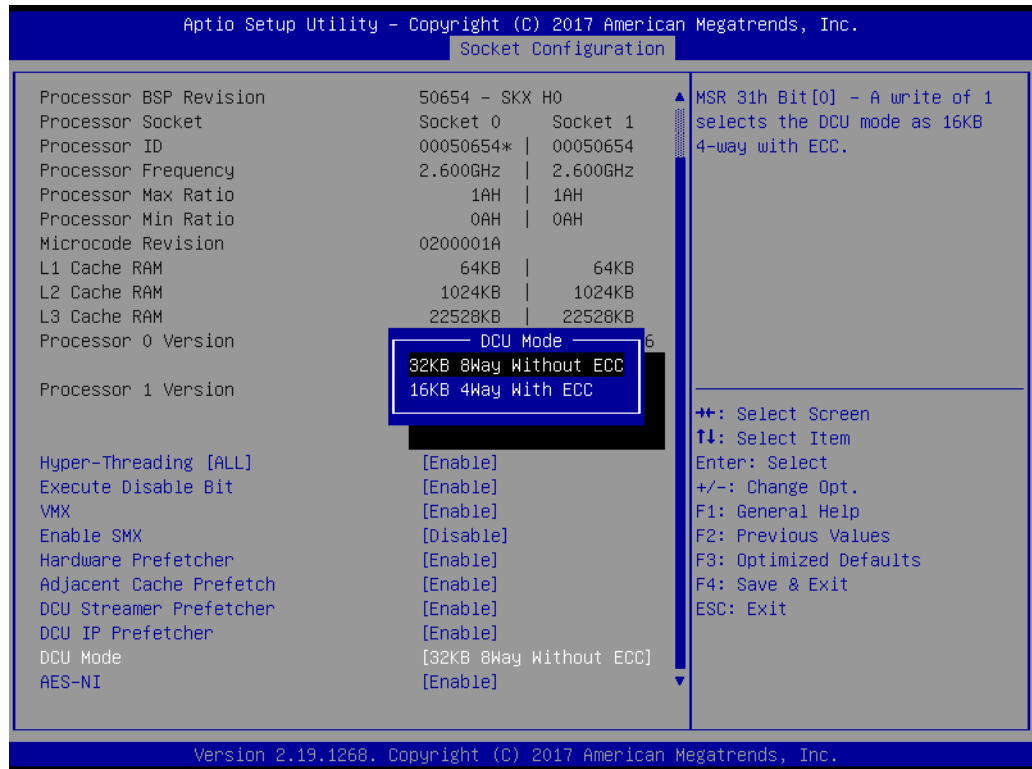 Aptio Setup Utility – Copyright (C) 2017 American Megatrends, Inc.
Socket Configuration
Processor BSP Revision 50654 – SKX H0
Processor Socket Socket 0 Socket 1
Processor ID 00050654* | 00050654
Processor Frequency 2.600GHz | 2.600GHz
Processor Max Ratio 1AH | 1AH
Processor Min Ratio 0AH | 0AH
Microcode Revision 0200001A
L1 Cache RAM 64KB | 64KB
L2 Cache RAM 1024KB | 1024KB
L3 Cache RAM 22528KB | 22528KB
Processor 0 Version 6
Processor 1 Version
DCU Mode
32KB 8Way Without ECC
16KB 4Way With ECC
Hyper-Threading [ALL] [Enable]
Execute Disable Bit [Enable]
VMX [Enable]
Enable SMX [Disable]
Hardware Prefetcher [Enable]
Adjacent Cache Prefetch [Enable]
DCU Streamer Prefetcher [Enable]
DCU IP Prefetcher [Enable]
DCU Mode [32KB 8Way Without ECC]
AES-NI [Enable]
MSR 31h Bit[0] – A write of 1
selects the DCU mode as 16KB
4-way with ECC.
→←: Select Screen
↑↓: Select Item
Enter: Select
+/-: Change Opt.
F1: General Help
F2: Previous Values
F3: Optimized Defaults
F4: Save & Exit
ESC: Exit
Version 2.19.1268. Copyright (C) 2017 American Megatrends, Inc.